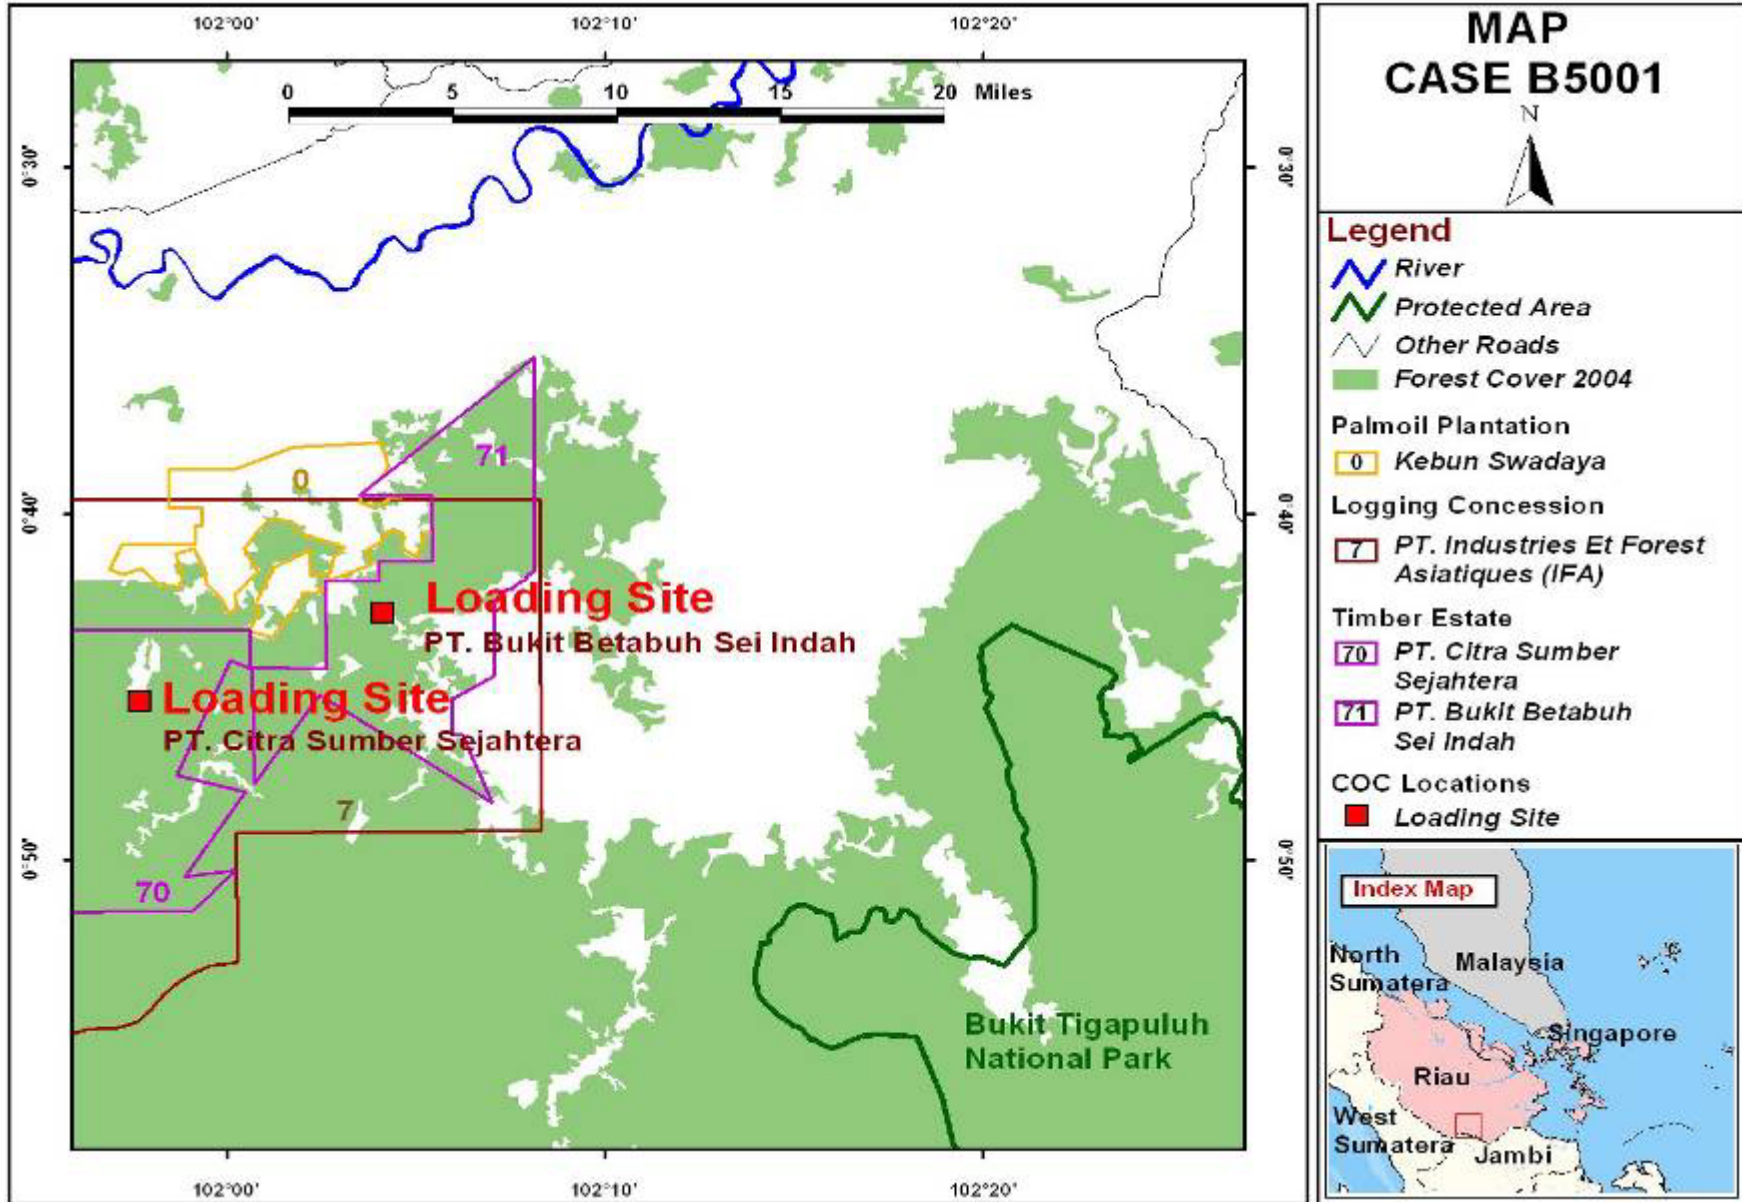 102°00'
102°10'
102°20'
0
5
10
15
20 Miles
0°30'
0°30'
0°40'
0°40'
0°50'
0°50'
71
0
Loading Site
PT. Bukit Betabuh Sei Indah
Loading Site
PT. Citra Sumber Sejahtera
7
70
Bukit Tigapuluh
National Park
102°00'
102°10'
102°20'
MAP
CASE B5001
N
Legend
River
Protected Area
Other Roads
Forest Cover 2004
Palmoil Plantation
0 Kebun Swadaya
Logging Concession
7 PT. Industries Et Forest
Asiatiques (IFA)
Timber Estate
70 PT. Citra Sumber
Sejahtera
71 PT. Bukit Betabuh
Sei Indah
COC Locations
Loading Site
Index Map
North
Sumatera
Malaysia
Singapore
Riau
West
Sumatera
Jambi